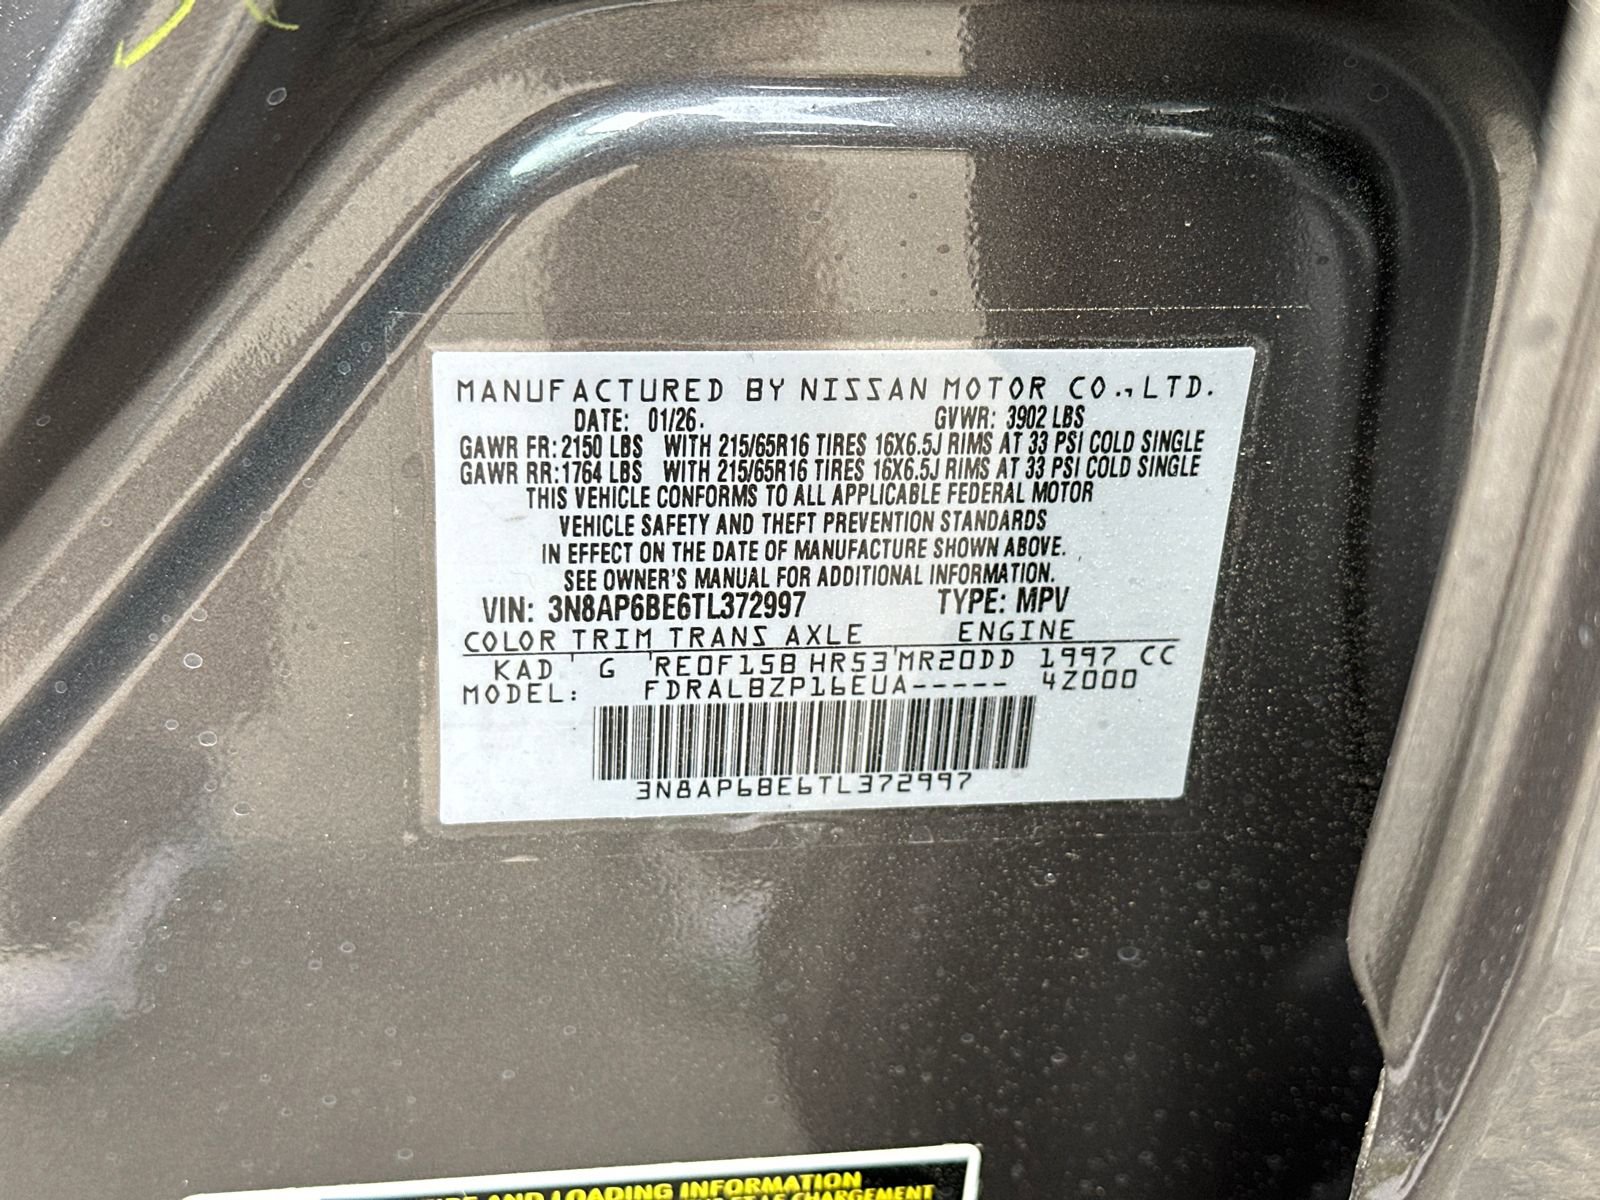 MANUFACTURED BY NISSAN MOTOR CO., LTD.
DATE: 01/26. GVWR: 3902 LBS
GAWR FR: 2150 LBS WITH 215/65R16 TIRES 16X6.5J RIMS AT 33 PSI COLD SINGLE
GAWR RR: 1764 LBS WITH 215/65R16 TIRES 16X6.5J RIMS AT 33 PSI COLD SINGLE
THIS VEHICLE CONFORMS TO ALL APPLICABLE FEDERAL MOTOR
VEHICLE SAFETY AND THEFT PREVENTION STANDARDS
IN EFFECT ON THE DATE OF MANUFACTURE SHOWN ABOVE.
SEE OWNER'S MANUAL FOR ADDITIONAL INFORMATION.
VIN: 3N8AP6BE6TL372997 TYPE: MPV
COLOR TRIM TRANS AXLE ENGINE
KAD G RE0F15B HR53 MR20DD 1997 CC
MODEL: FDRALBZP16EUA----- 4Z000
3N8AP6BE6TL372997
AND LOADING INFORMATION
CHARGEMENT